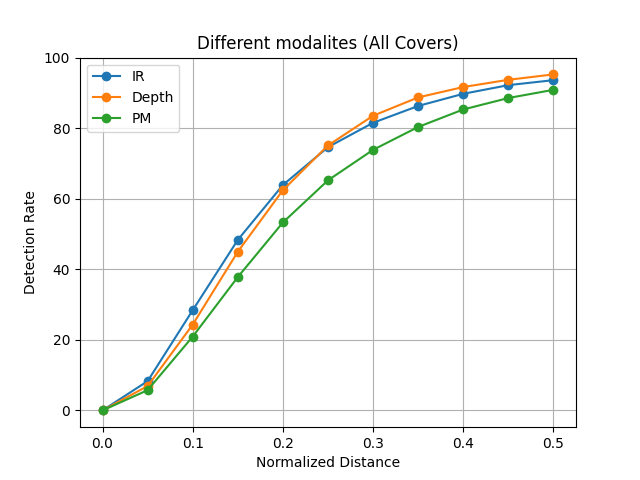 Different modalites (All Covers)
IR
Depth
PM
100
80
60
40
20
0
Detection Rate
0.0 0.1 0.2 0.3 0.4 0.5
Normalized Distance